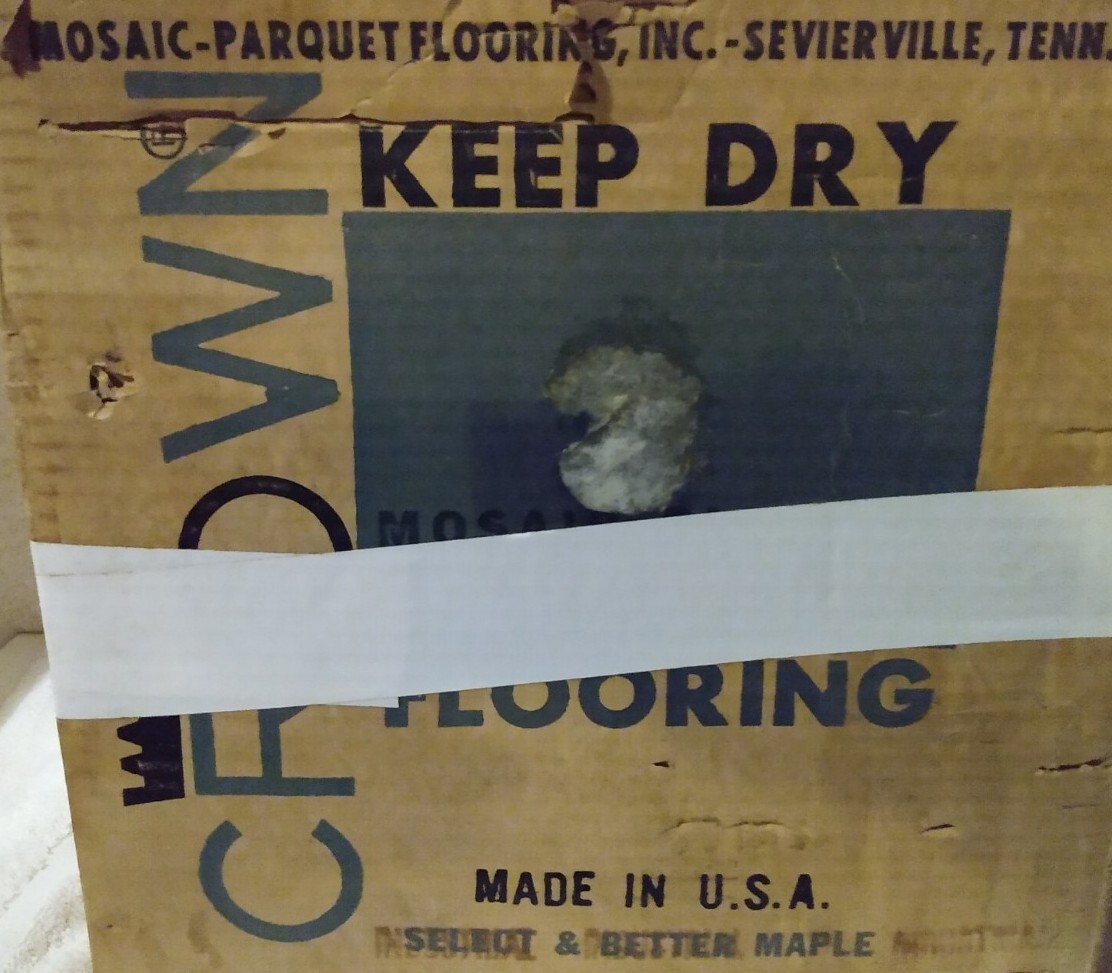 MOSAIC-PARQUET FLOORING, INC.-SEVIERVILLE, TENN.
KEEP DRY
CROWN
FLOORING
MADE IN U.S.A.
SELECT & BETTER MAPLE